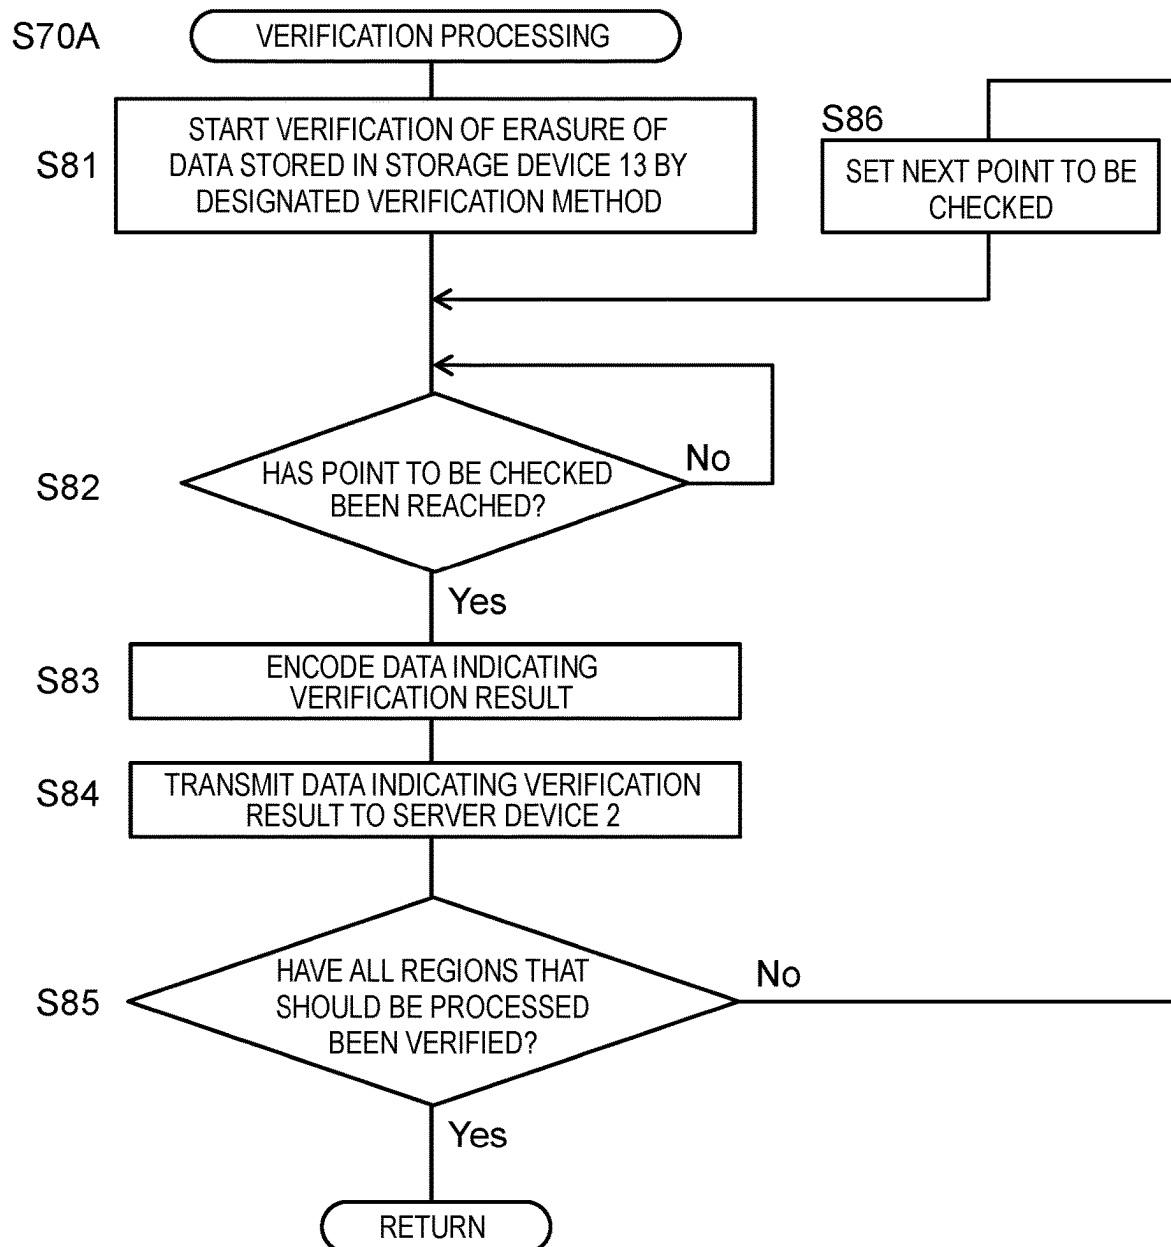 S70A
VERIFICATION PROCESSING
S81
START VERIFICATION OF ERASURE OF
DATA STORED IN STORAGE DEVICE 13 BY
DESIGNATED VERIFICATION METHOD
S86
SET NEXT POINT TO BE
CHECKED
S82
HAS POINT TO BE CHECKED
BEEN REACHED?
No
Yes
S83
ENCODE DATA INDICATING
VERIFICATION RESULT
S84
TRANSMIT DATA INDICATING VERIFICATION
RESULT TO SERVER DEVICE 2
S85
HAVE ALL REGIONS THAT
SHOULD BE PROCESSED
BEEN VERIFIED?
No
Yes
RETURN